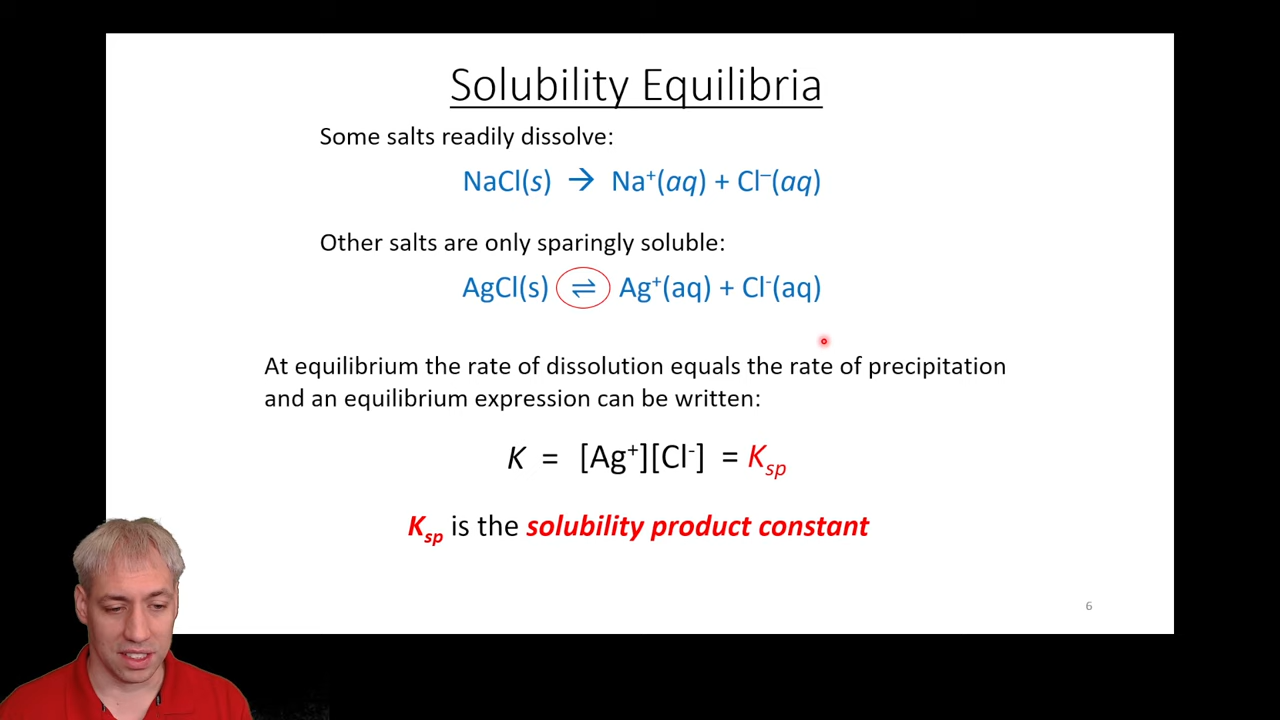 Solubility Equilibria
Some salts readily dissolve:
NaCl(s) → Na⁺(aq) + Cl⁻(aq)
Other salts are only sparingly soluble:
AgCl(s) ⇌ Ag⁺(aq) + Cl⁻(aq)
At equilibrium the rate of dissolution equals the rate of precipitation
and an equilibrium expression can be written:
K = [Ag⁺][Cl⁻] = Kₛₚ
Kₛₚ is the solubility product constant
6